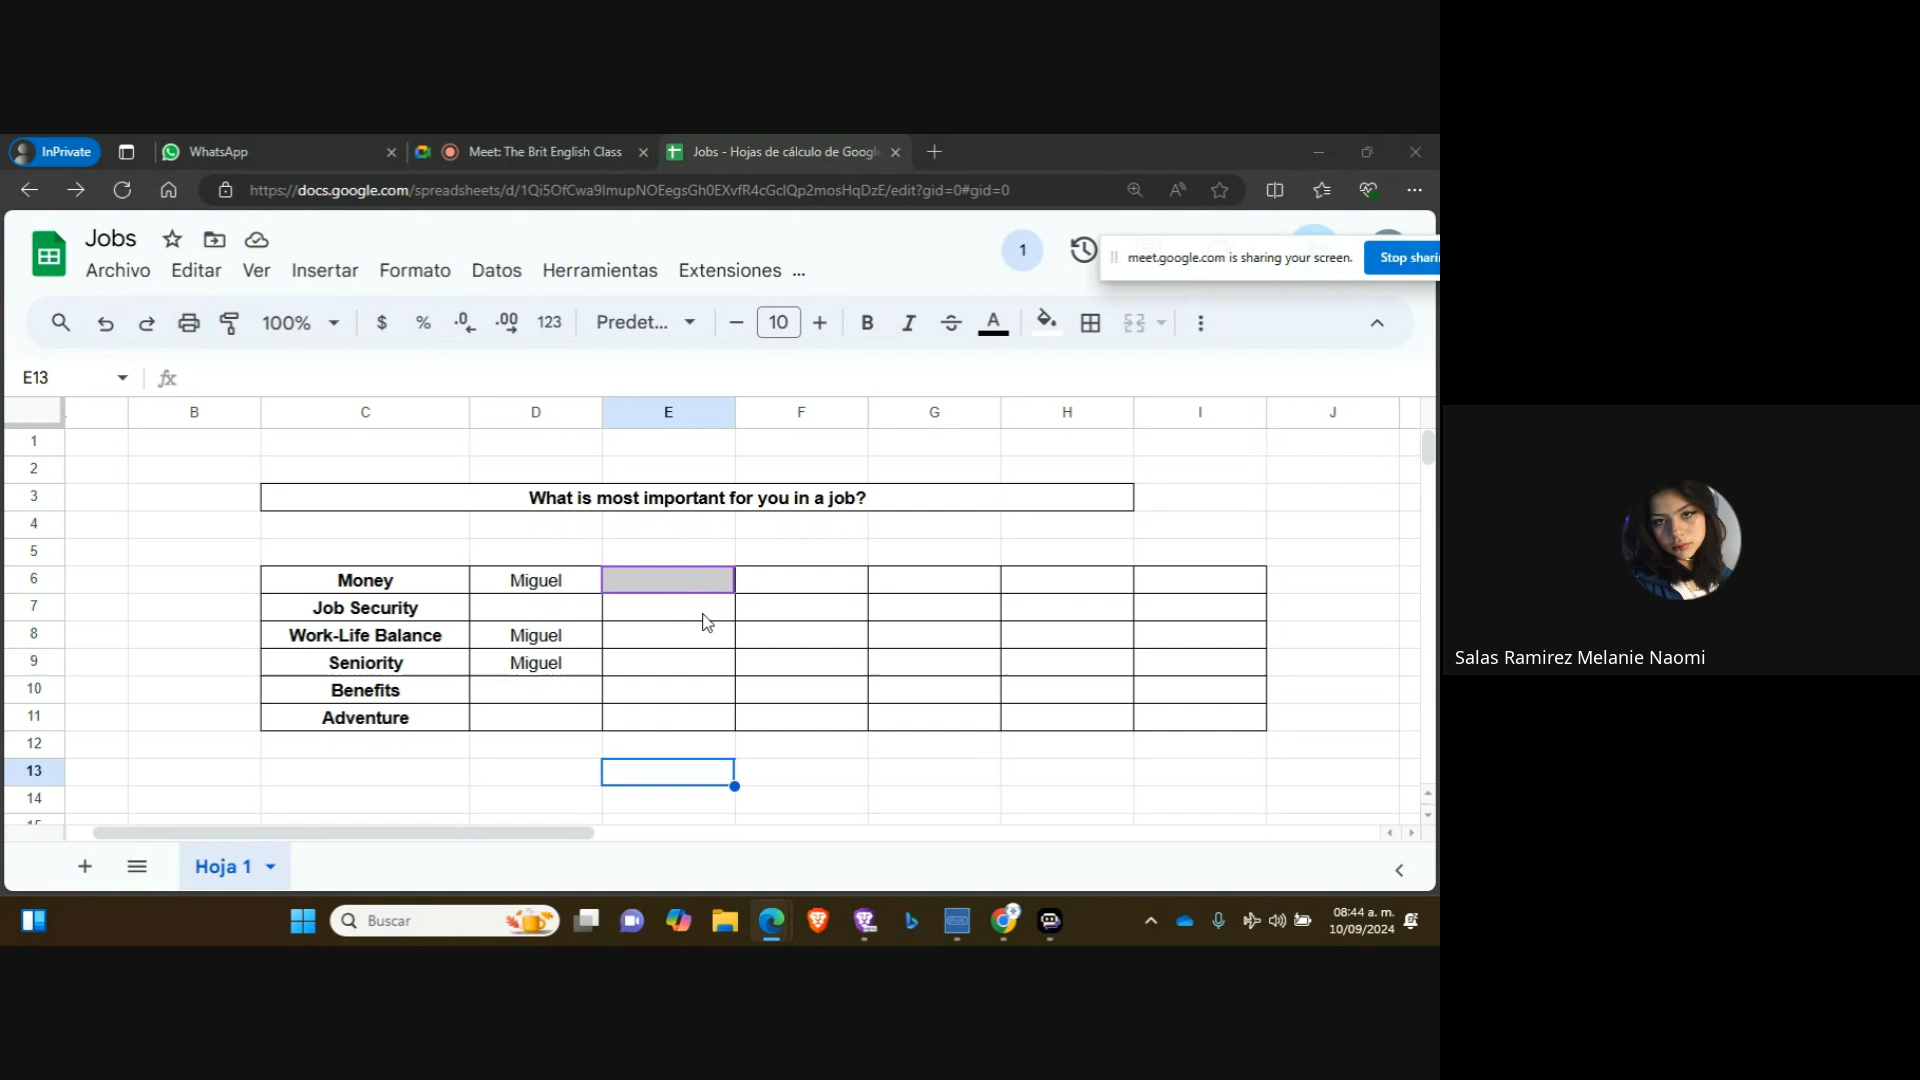 InPrivate
WhatsApp
Meet: The Brit English Class
Jobs - Hojas de cálculo de Googl
https://docs.google.com/spreadsheets/d/1Qi5OfCwa9ImupNOEegsGh0EXvfR4cGclQp2mosHqDzE/edit?gid=0#gid=0
Jobs
1
meet.google.com is sharing your screen.
Stop shari
Archivo Editar Ver Insertar Formato Datos Herramientas Extensiones ...
100% $ % .0 .00 123 Predet... 10 B I A
E13 fx
B C D E F G H I J
1
2
3 What is most important for you in a job?
4
5
6 Money Miguel
7 Job Security
8 Work-Life Balance Miguel
9 Seniority Miguel
10 Benefits
11 Adventure
12
13
14
15
Hoja 1
Buscar
08:44 a. m.
10/09/2024
Salas Ramirez Melanie Naomi